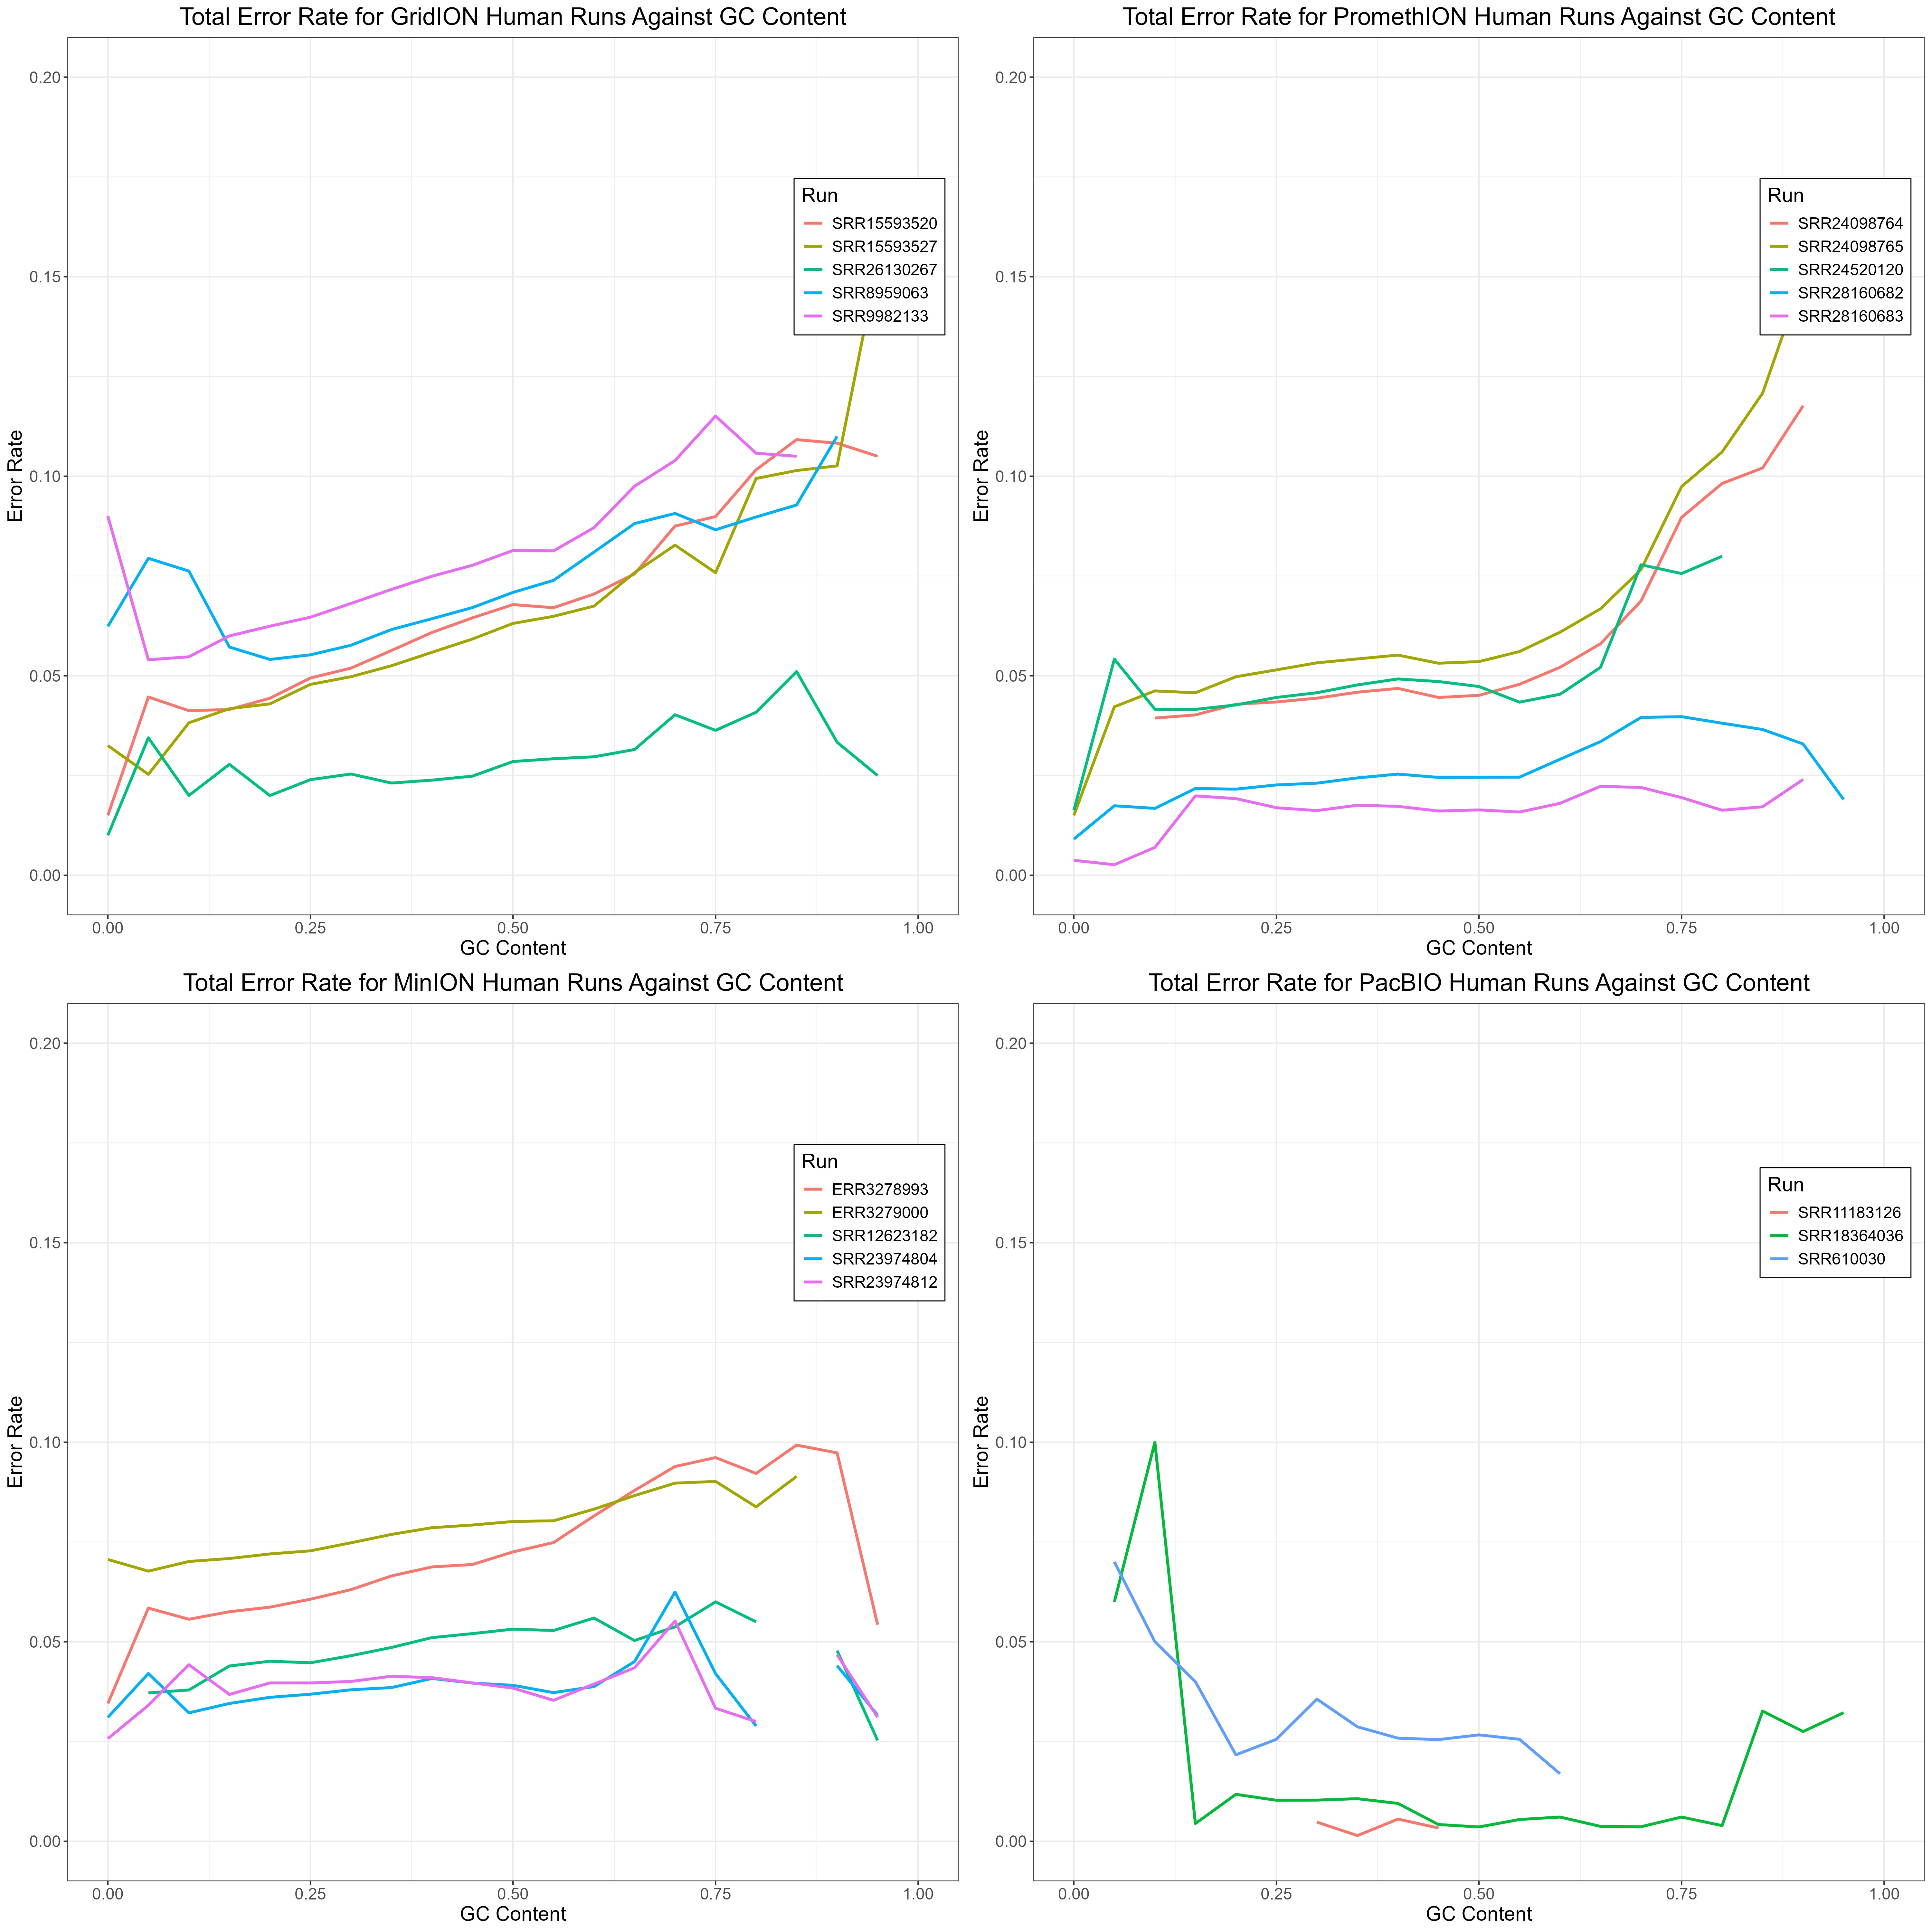 Total Error Rate for GridION Human Runs Against GC Content
0.20
0.15
0.10
0.05
0.00
Error Rate
0.00 0.25 0.50 0.75 1.00
GC Content
Run
SRR15593520
SRR15593527
SRR26130267
SRR8959063
SRR9982133
Total Error Rate for PromethION Human Runs Against GC Content
0.20
0.15
0.10
0.05
0.00
Error Rate
0.00 0.25 0.50 0.75 1.00
GC Content
Run
SRR24098764
SRR24098765
SRR24520120
SRR28160682
SRR28160683
Total Error Rate for MinION Human Runs Against GC Content
0.20
0.15
0.10
0.05
0.00
Error Rate
0.00 0.25 0.50 0.75 1.00
GC Content
Run
ERR3278993
ERR3279000
SRR12623182
SRR23974804
SRR23974812
Total Error Rate for PacBIO Human Runs Against GC Content
0.20
0.15
0.10
0.05
0.00
Error Rate
0.00 0.25 0.50 0.75 1.00
GC Content
Run
SRR11183126
SRR18364036
SRR610030